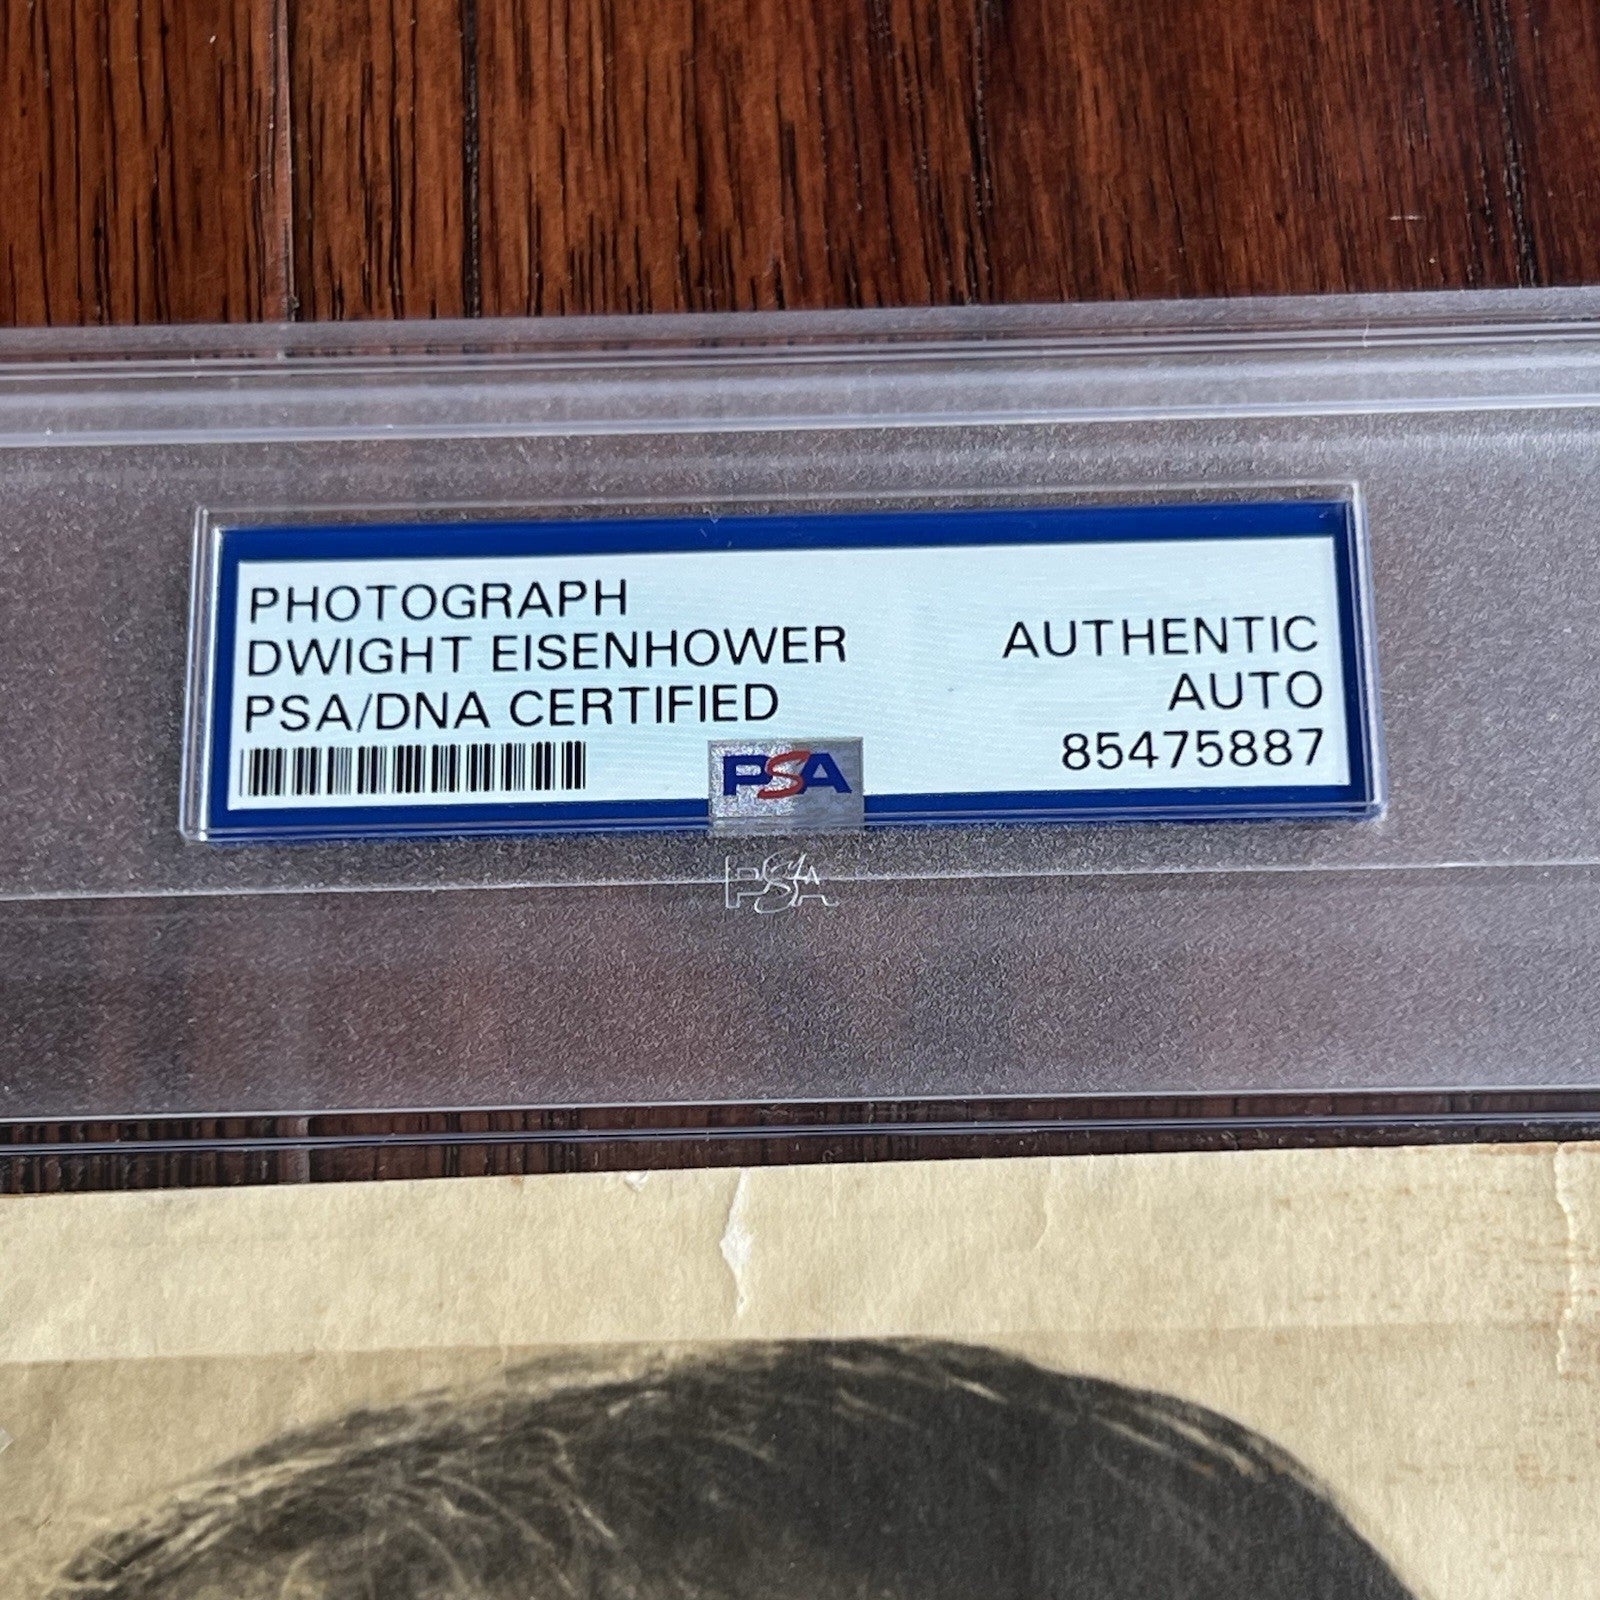 PHOTOGRAPH
DWIGHT EISENHOWER
PSA/DNA CERTIFIED
AUTHENTIC
AUTO
85475887
PSA
PSA